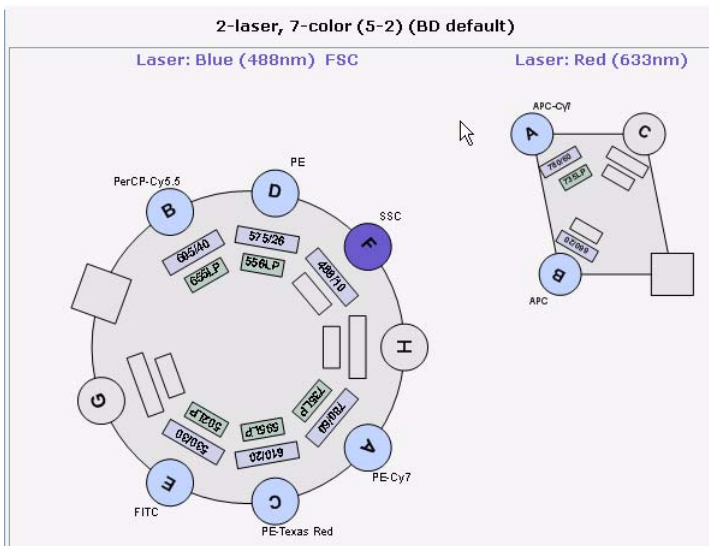 2-laser, 7-color (5-2) (BD default)
Laser: Blue (488nm) FSC
Laser: Red (633nm)
APC-Cy7
A
C
780/60
735LP
660/20
B
APC
PE
D
PerCP-Cy5.5
B
SSC
F
575/26
556LP
695/40
655LP
488/10
H
G
502LP
530/30
595LP
610/20
735LP
780/60
A
PE-Cy7
E
FITC
C
PE-Texas Red